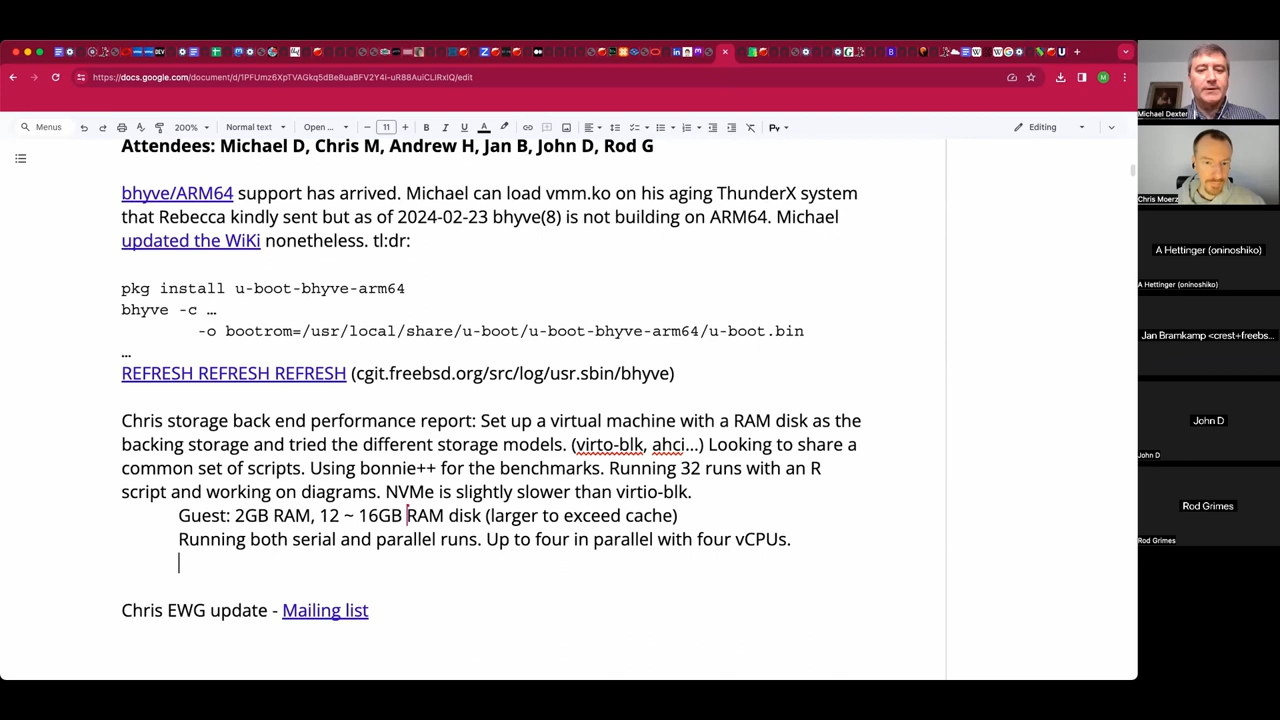 https://docs.google.com/document/d/1PFUmz6XpTVAGkq5dBe8uaBFV2Y4i-uR88AuiCLIRxIQ/edit
M
Menus
200%
Normal text
Open ...
11
B
I
U
A
Editing
Attendees: Michael D, Chris M, Andrew H, Jan B, John D, Rod G
bhyve/ARM64 support has arrived. Michael can load vmm.ko on his aging ThunderX system
that Rebecca kindly sent but as of 2024-02-23 bhyve(8) is not building on ARM64. Michael
updated the WiKi nonetheless. tl:dr:
pkg install u-boot-bhyve-arm64
bhyve -c …
-o bootrom=/usr/local/share/u-boot/u-boot-bhyve-arm64/u-boot.bin
…
REFRESH REFRESH REFRESH (cgit.freebsd.org/src/log/usr.sbin/bhyve)
Chris storage back end performance report: Set up a virtual machine with a RAM disk as the
backing storage and tried the different storage models. (virto-blk, ahci...) Looking to share a
common set of scripts. Using bonnie++ for the benchmarks. Running 32 runs with an R
script and working on diagrams. NVMe is slightly slower than virtio-blk.
Guest: 2GB RAM, 12 ~ 16GB RAM disk (larger to exceed cache)
Running both serial and parallel runs. Up to four in parallel with four vCPUs.
Chris EWG update - Mailing list
Michael Dexter
Chris Moerz
A Hettinger (oninoshiko)
A Hettinger (oninoshiko)
Jan Bramkamp <crest+freebs...
John D
John D
Rod Grimes
Rod Grimes